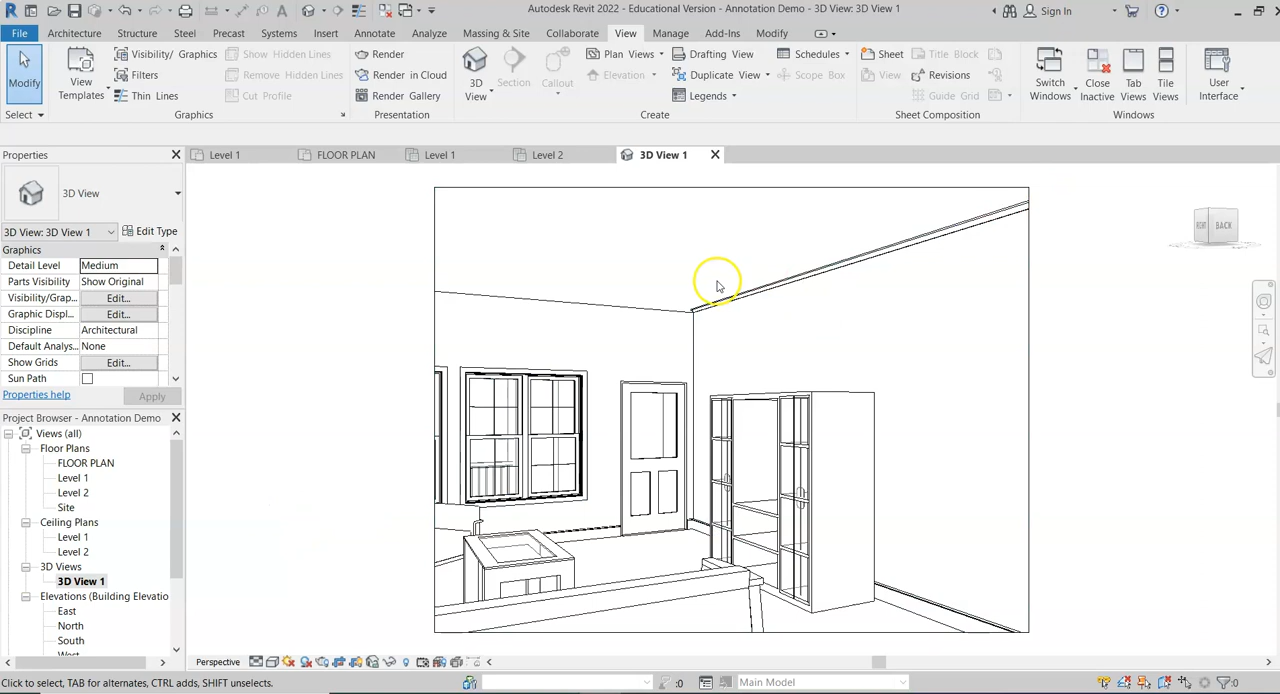 Autodesk Revit 2022 - Educational Version - Annotation Demo - 3D View: 3D View 1
Sign In
File Architecture Structure Steel Precast Systems Insert Annotate Analyze Massing & Site Collaborate View Manage Add-Ins Modify
Modify
View Templates
Visibility/ Graphics
Filters
Thin Lines
Show Hidden Lines
Remove Hidden Lines
Cut Profile
Render
Render in Cloud
Render Gallery
3D View
Section
Callout
Plan Views
Elevation
Drafting View
Duplicate View
Legends
Schedules
Scope Box
Sheet
View
Title Block
Revisions
Guide Grid
Switch Windows
Close Inactive
Tab Views
Tile Views
User Interface
Select Graphics Presentation Create Sheet Composition Windows
Properties
Level 1 FLOOR PLAN Level 1 Level 2 3D View 1
3D View
3D View: 3D View 1 Edit Type
Graphics
Detail Level Medium
Parts Visibility Show Original
Visibility/Grap... Edit...
Graphic Displ... Edit...
Discipline Architectural
Default Analys... None
Show Grids Edit...
Sun Path
Properties help Apply
Project Browser - Annotation Demo
Views (all)
Floor Plans
FLOOR PLAN
Level 1
Level 2
Site
Ceiling Plans
Level 1
Level 2
3D Views
3D View 1
Elevations (Building Elevatio
East
North
South
RIGHT BACK
Perspective
Click to select, TAB for alternates, CTRL adds, SHIFT unselects.
:0 Main Model :0